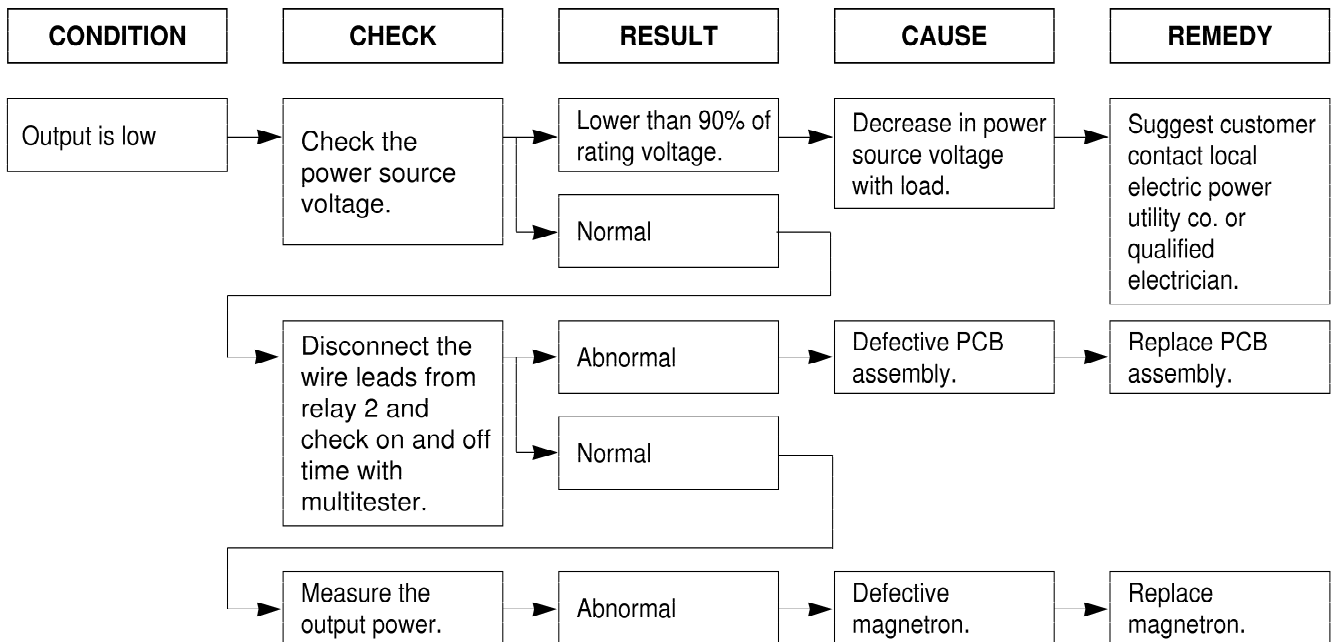 CONDITION
CHECK
RESULT
CAUSE
REMEDY
Output is low
Check the
power source
voltage.
Lower than 90% of
rating voltage.
Decrease in power
source voltage
with load.
Suggest customer
contact local
electric power
utility co. or
qualified
electrician.
Normal
Disconnect the
wire leads from
relay 2 and
check on and off
time with
multitester.
Abnormal
Defective PCB
assembly.
Replace PCB
assembly.
Normal
Measure the
output power.
Abnormal
Defective
magnetron.
Replace
magnetron.